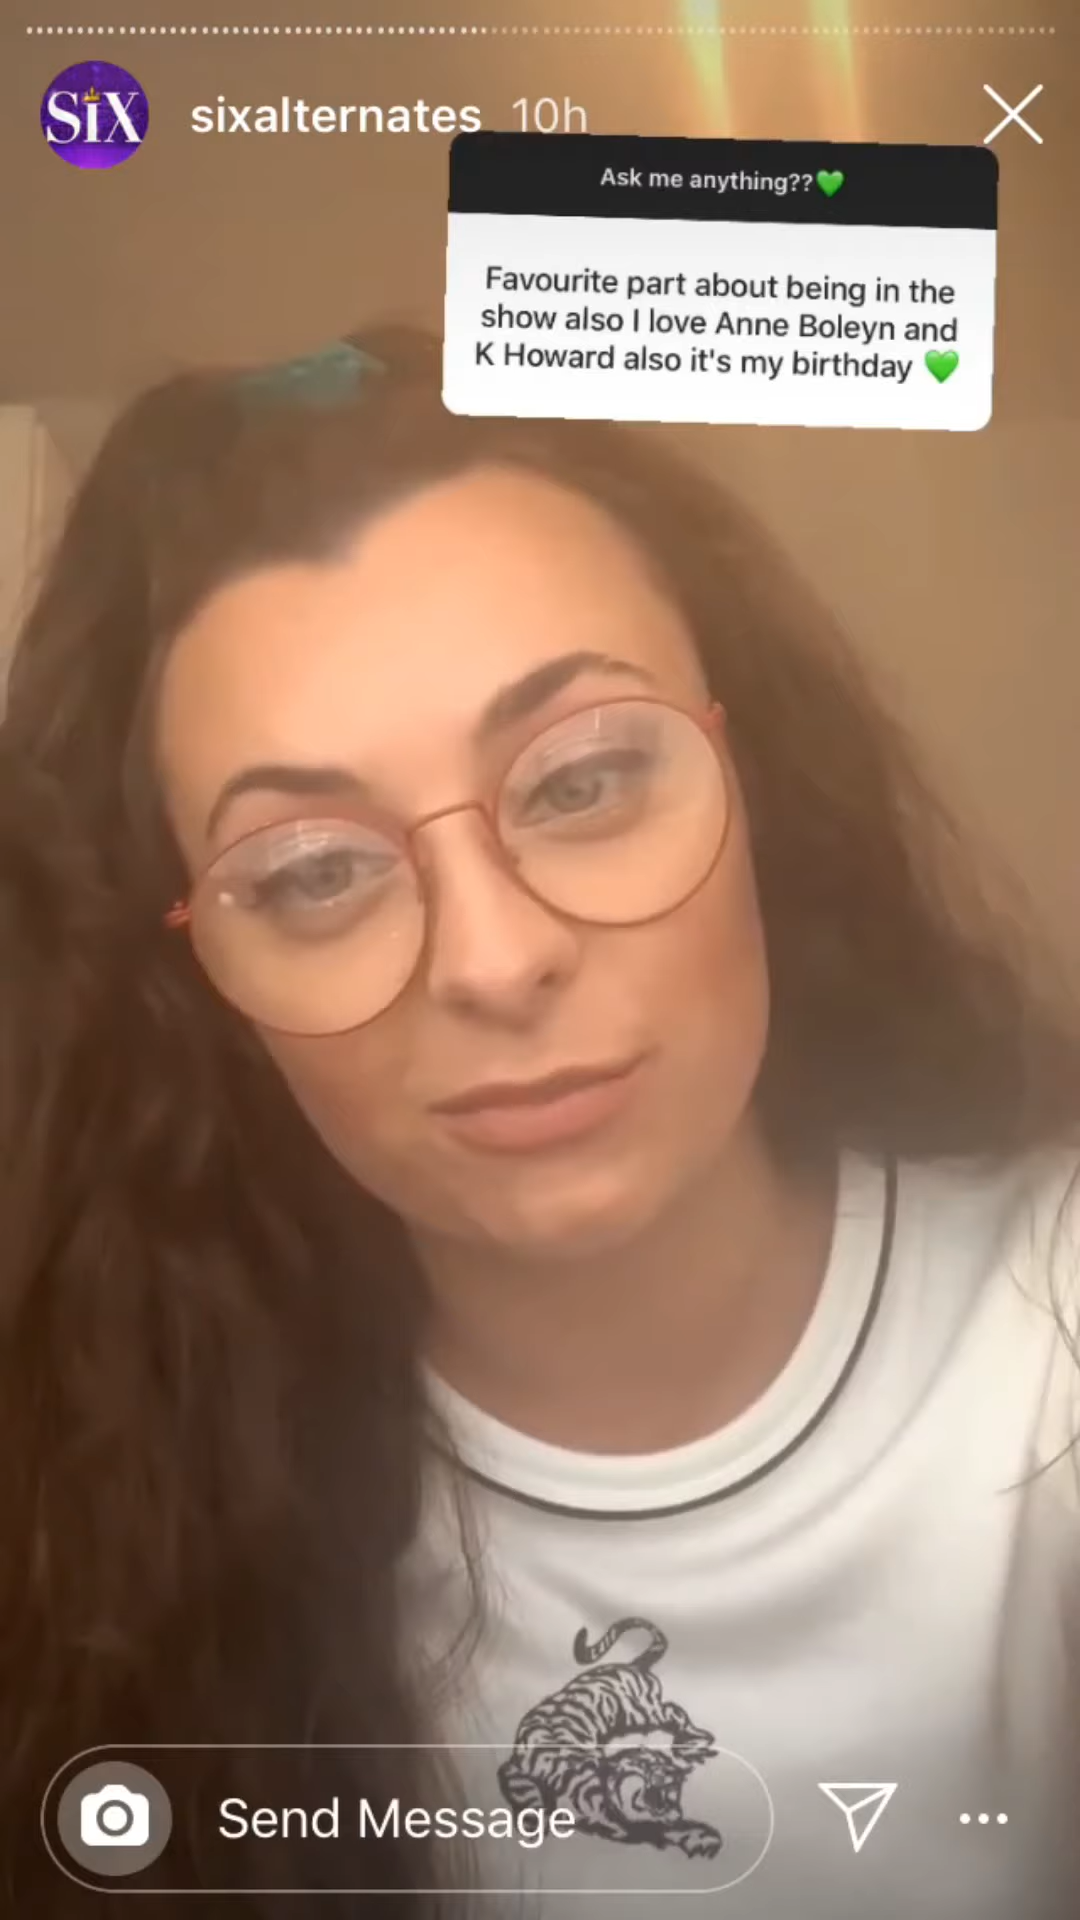 SIX
sixalternates 10h
Ask me anything??💚
Favourite part about being in the
show also I love Anne Boleyn and
K Howard also it's my birthday 💚
Send Message